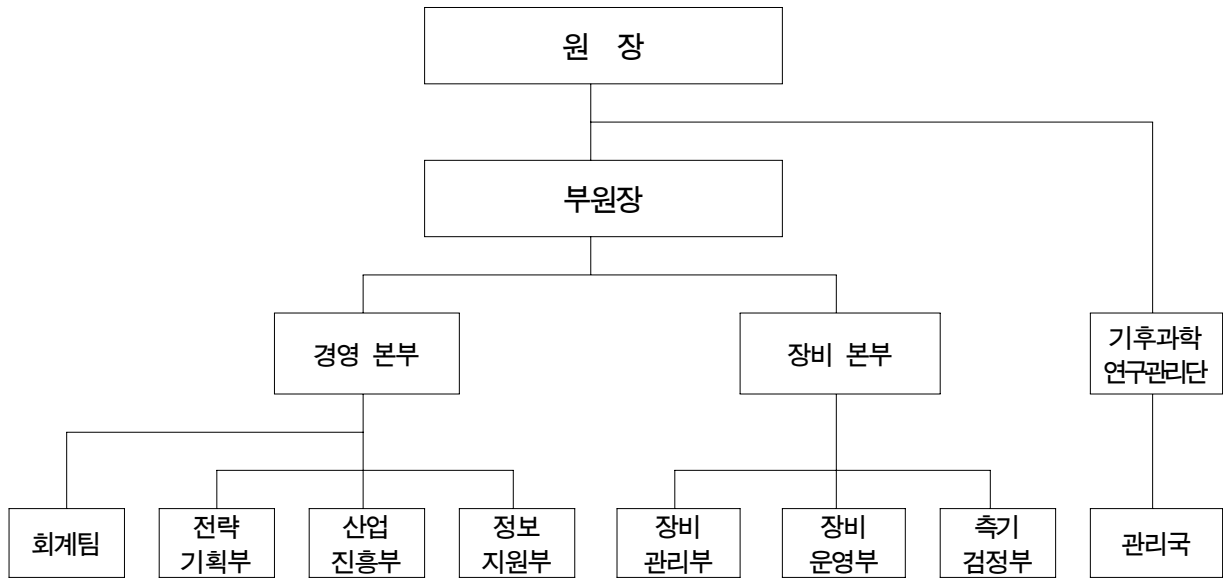 원 장
부원장
경영 본부
장비 본부
기후과학
연구관리단
회계팀
전략
기획부
산업
진흥부
정보
지원부
장비
관리부
장비
운영부
측기
검정부
관리국